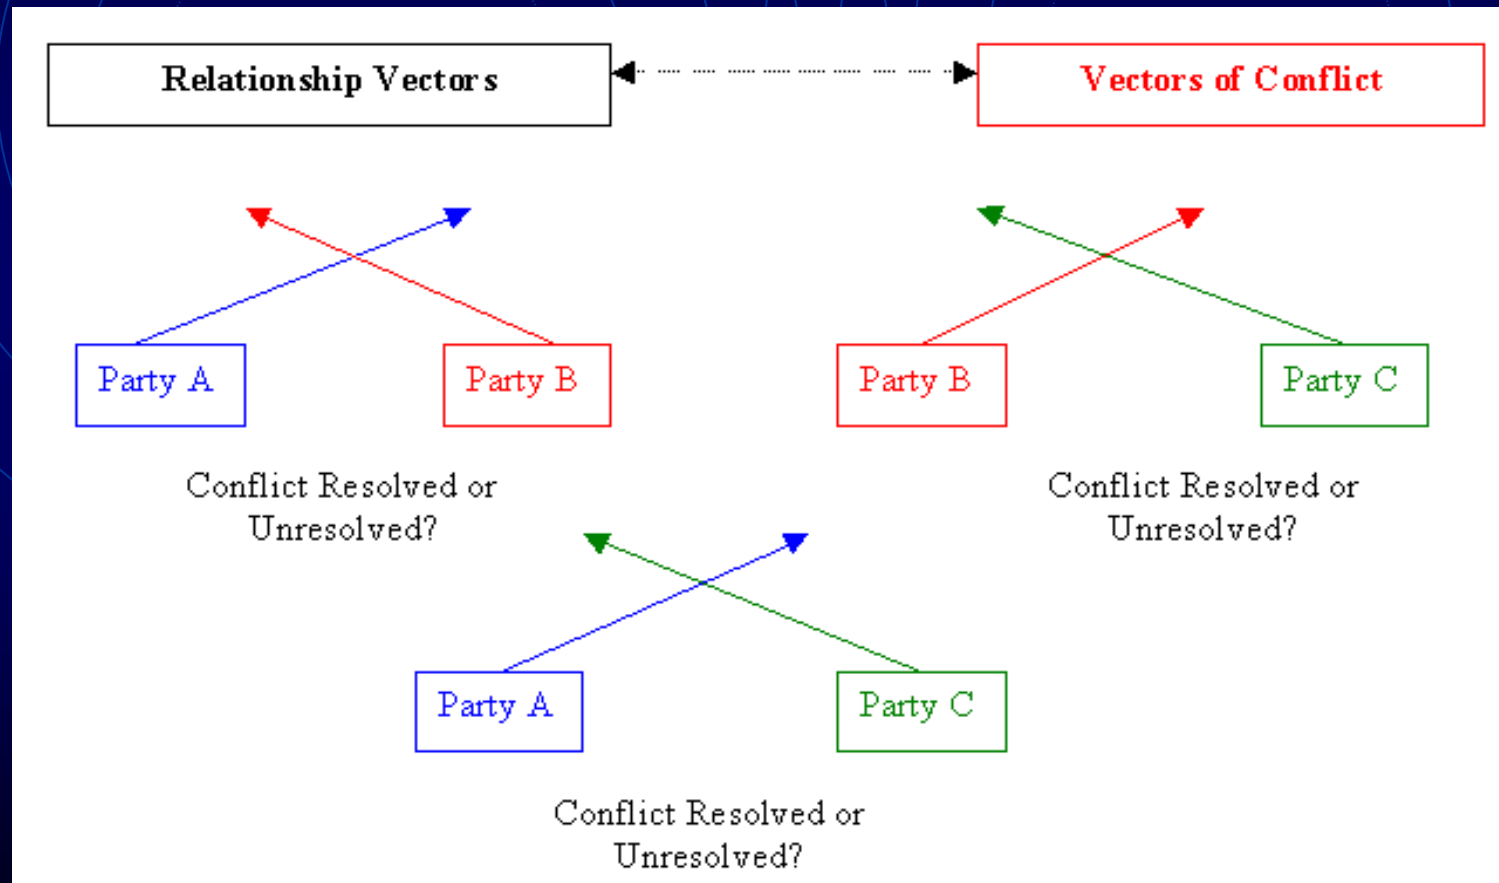 Relationship Vectors
Vectors of Conflict
Party A
Party B
Party B
Party C
Conflict Resolved or
Unresolved?
Conflict Resolved or
Unresolved?
Party A
Party C
Conflict Resolved or
Unresolved?